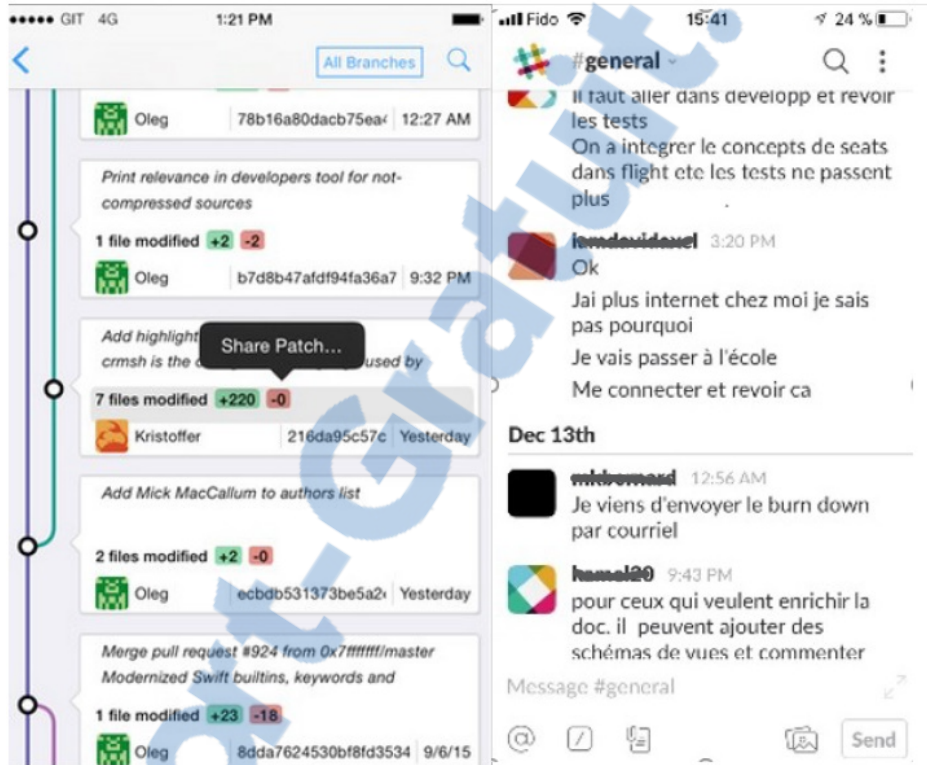 GIT 4G 1:21 PM
All Branches
Oleg 78b16a80dacb75ea 12:27 AM
Print relevance in developers tool for not-
compressed sources
1 file modified +2 -2
Oleg b7d8b47afdf94fa36a7 9:32 PM
Add highlight
crmsh is the used by
Share Patch...
7 files modified +220 -0
Kristoffer 216da95c57c Yesterday
Add Mick MacCallum to authors list
2 files modified +2 -0
Oleg ecbdb531373be5a2 Yesterday
Merge pull request #924 from 0x7fffffff/master
Modernized Swift builtins, keywords and
1 file modified +23 -18
Oleg 8dda7624530bf8fd3534 9/6/15
Fido 15:41 24 %
#general
Il faut aller dans developp et revoir
les tests
On a integrer le concepts de seats
dans flight ete les tests ne passent
plus
3:20 PM
Ok
Jai plus internet chez moi je sais
pas pourquoi
Je vais passer à l'école
Me connecter et revoir ca
Dec 13th
12:56 AM
Je viens d'envoyer le burn down
par courriel
9:43 PM
pour ceux qui veulent enrichir la
doc. il peuvent ajouter des
schémas de vues et commenter
Message #general
Send
ort-Gratuit.